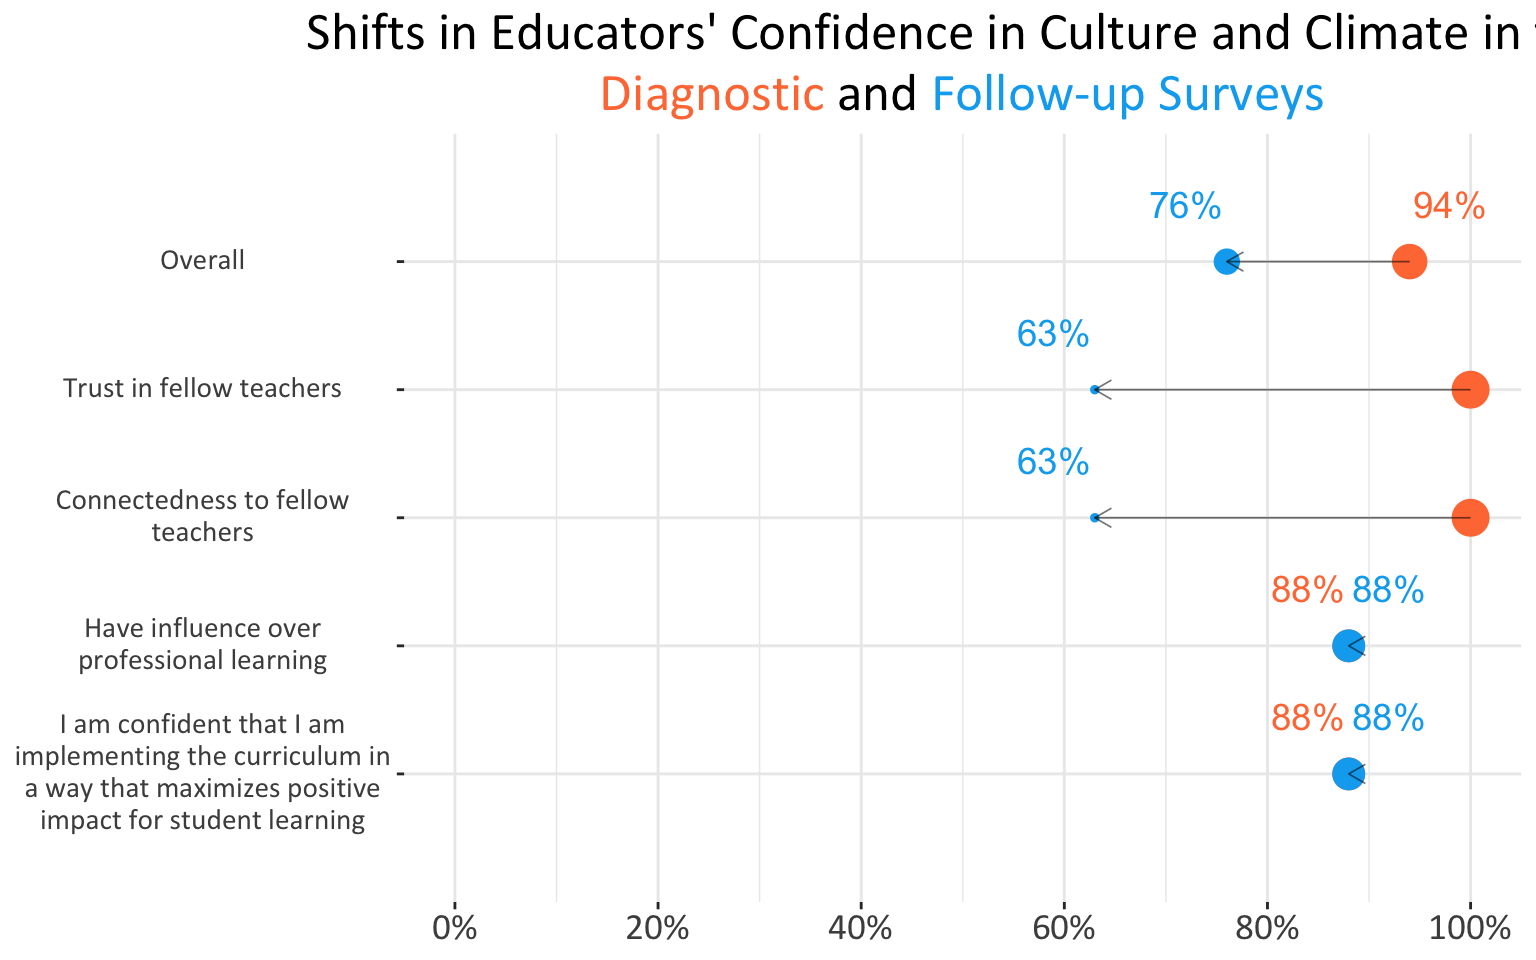 Shifts in Educators' Confidence in Culture and Climate in
Diagnostic and Follow-up Surveys
76% 94%
Overall
63%
Trust in fellow teachers
63%
Connectedness to fellow
teachers
88% 88%
Have influence over
professional learning
88% 88%
I am confident that I am
implementing the curriculum in
a way that maximizes positive
impact for student learning
0% 20% 40% 60% 80% 100%